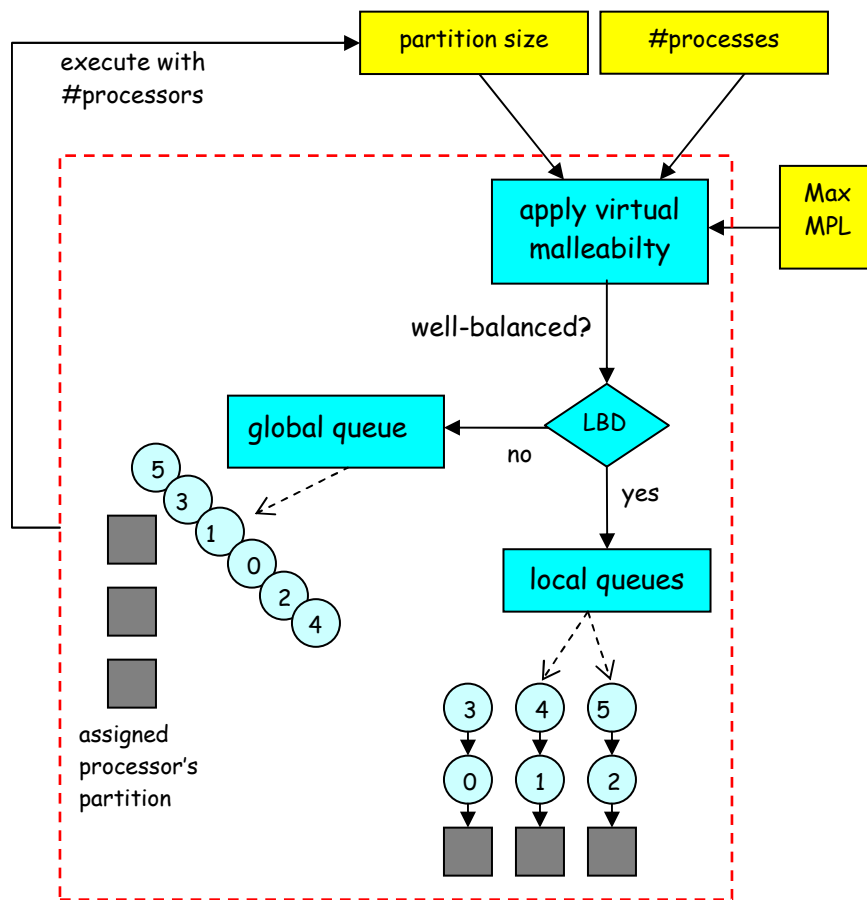 partition size
#processes
execute with
#processors
Max
MPL
apply virtual
malleabilty
well-balanced?
LBD
global queue
no
yes
5
3
1
0
2
4
local queues
3 4 5
0 1 2
assigned
processor's
partition